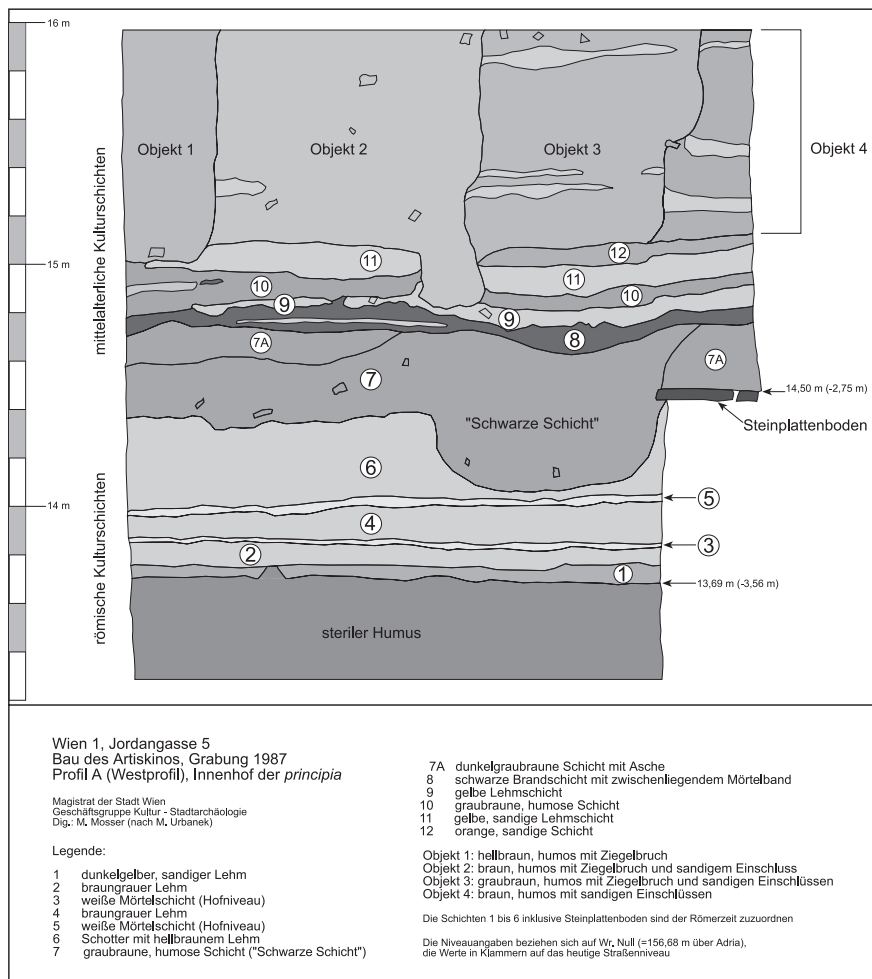 16 m
Objekt 1
Objekt 2
Objekt 3
Objekt 4
mittelalterliche Kulturschichten
12
11
11
15 m
10
10
9
9
8
7A
7A
7
14,50 m (-2,75 m)
"Schwarze Schicht"
Steinplattenboden
6
5
14 m
4
3
2
1
13,69 m (-3,56 m)
römische Kulturschichten
steriler Humus
Wien 1, Jordangasse 5
Bau des Artiskinos, Grabung 1987
Profil A (Westprofil), Innenhof der principia
Magistrat der Stadt Wien
Geschäftsgruppe Kultur - Stadtarchäologie
Dig.: M. Mosser (nach M. Urbanek)
Legende:
1 dunkelgelber, sandiger Lehm
2 braungrauer Lehm
3 weiße Mörtelschicht (Hofniveau)
4 braungrauer Lehm
5 weiße Mörtelschicht (Hofniveau)
6 Schotter mit hellbraunem Lehm
7 graubraune, humose Schicht ("Schwarze Schicht")
7A dunkelgraubraune Schicht mit Asche
8 schwarze Brandschicht mit zwischenliegendem Mörtelband
9 gelbe Lehmschicht
10 graubraune, humose Schicht
11 gelbe, sandige Lehmschicht
12 orange, sandige Schicht
Objekt 1: hellbraun, humos mit Ziegelbruch
Objekt 2: braun, humos mit Ziegelbruch und sandigem Einschluss
Objekt 3: graubraun, humos mit Ziegelbruch und sandigen Einschlüssen
Objekt 4: braun, humos mit sandigen Einschlüssen
Die Schichten 1 bis 6 inklusive Steinplattenboden sind der Römerzeit zuzuordnen
Die Niveauangaben beziehen sich auf Wr. Null (=156,68 m über Adria),
die Werte in Klammern auf das heutige Straßenniveau